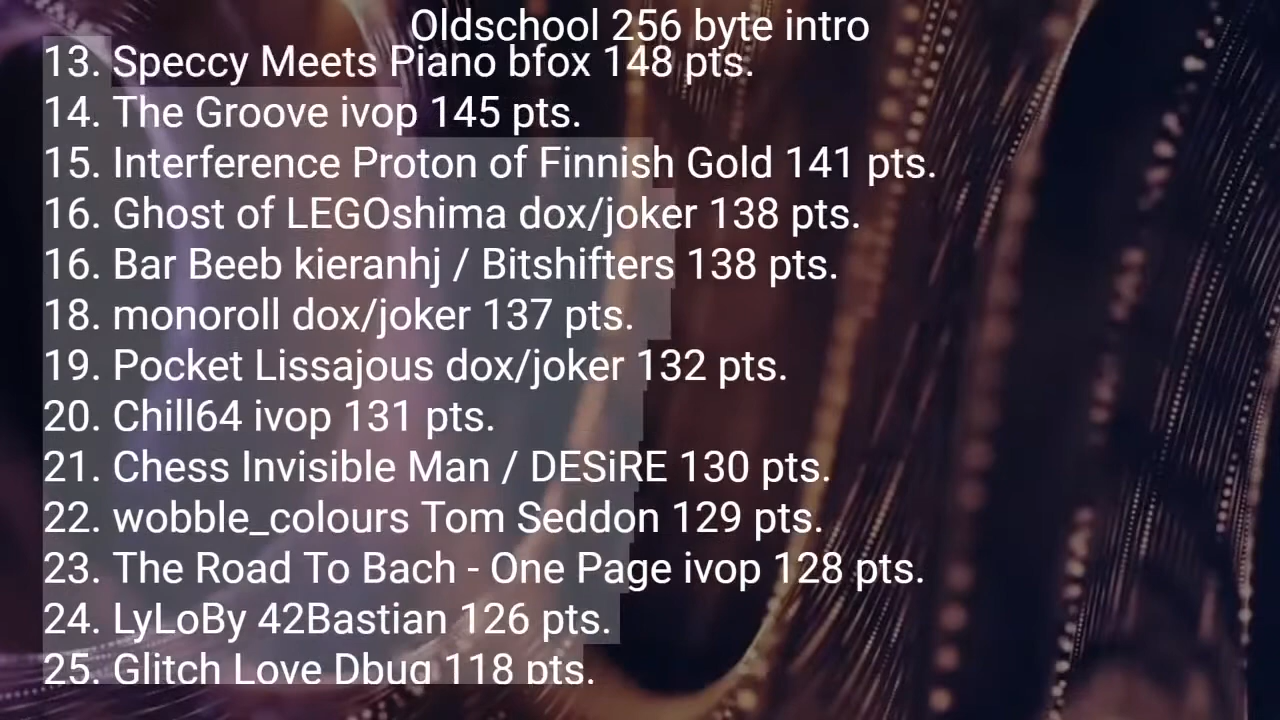 Oldschool 256 byte intro
13. Speccy Meets Piano bfox 148 pts.
14. The Groove ivop 145 pts.
15. Interference Proton of Finnish Gold 141 pts.
16. Ghost of LEGOshima dox/joker 138 pts.
16. Bar Beeb kieranhj / Bitshifters 138 pts.
18. monoroll dox/joker 137 pts.
19. Pocket Lissajous dox/joker 132 pts.
20. Chill64 ivop 131 pts.
21. Chess Invisible Man / DESiRE 130 pts.
22. wobble_colours Tom Seddon 129 pts.
23. The Road To Bach - One Page ivop 128 pts.
24. LyLoBy 42Bastian 126 pts.
25. Glitch Love Dbug 118 pts.